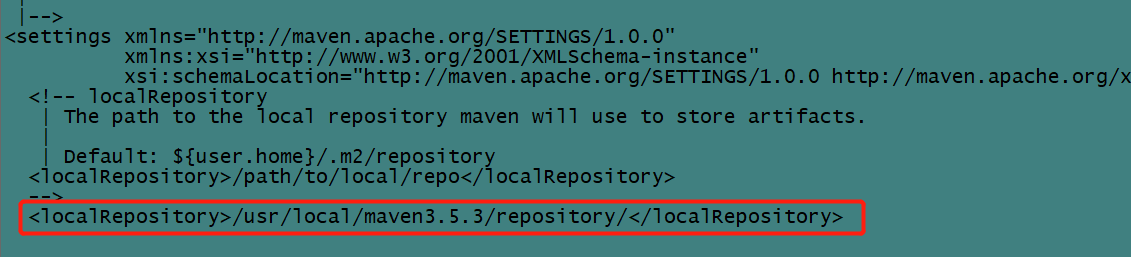 |
|-->
<settings xmlns="http://maven.apache.org/SETTINGS/1.0.0"
xmlns:xsi="http://www.w3.org/2001/XMLSchema-instance"
xsi:schemaLocation="http://maven.apache.org/SETTINGS/1.0.0 http://maven.apache.org/x
<!-- localRepository
| The path to the local repository maven will use to store artifacts.
|
| Default: ${user.home}/.m2/repository
<localRepository>/path/to/local/repo</localRepository>
-->
<localRepository>/usr/local/maven3.5.3/repository/</localRepository>